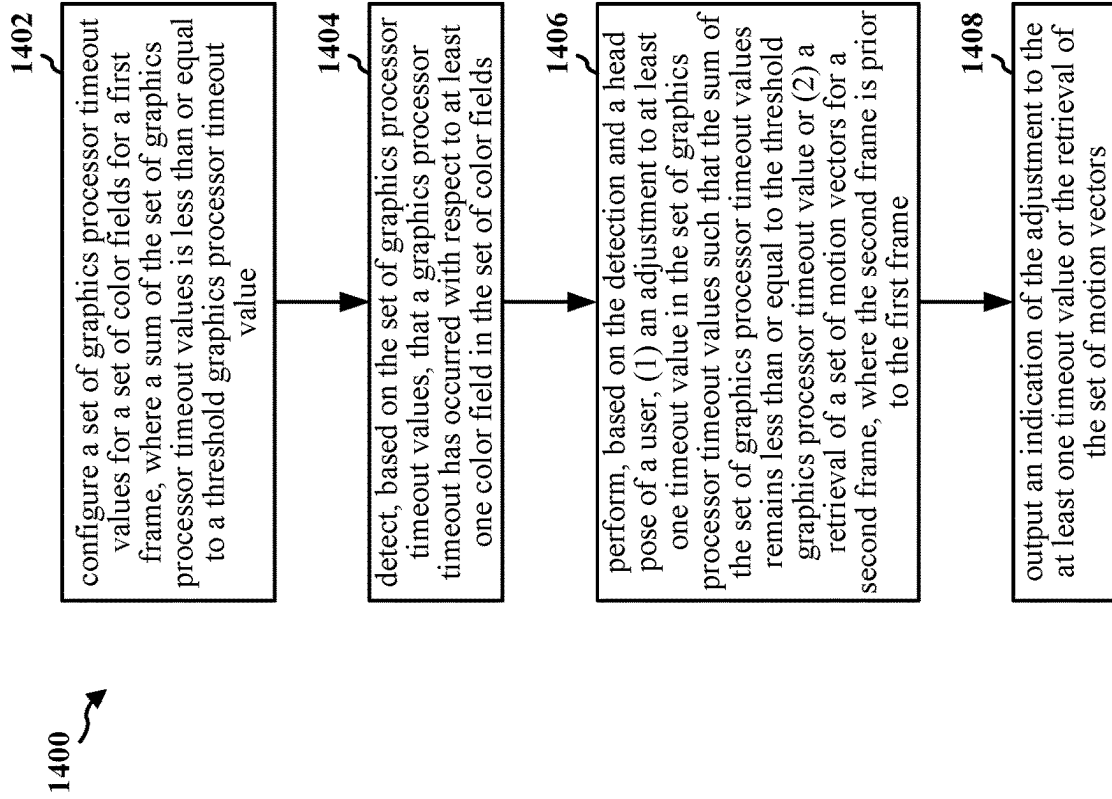 1400
1402
configure a set of graphics processor timeout
values for a set of color fields for a first
frame, where a sum of the set of graphics
processor timeout values is less than or equal
to a threshold graphics processor timeout
value
1404
detect, based on the set of graphics processor
timeout values, that a graphics processor
timeout has occurred with respect to at least
one color field in the set of color fields
1406
perform, based on the detection and a head
pose of a user, (1) an adjustment to at least
one timeout value in the set of graphics
processor timeout values such that the sum of
the set of graphics processor timeout values
remains less than or equal to the threshold
graphics processor timeout value or (2) a
retrieval of a set of motion vectors for a
second frame, where the second frame is prior
to the first frame
1408
output an indication of the adjustment to the
at least one timeout value or the retrieval of
the set of motion vectors